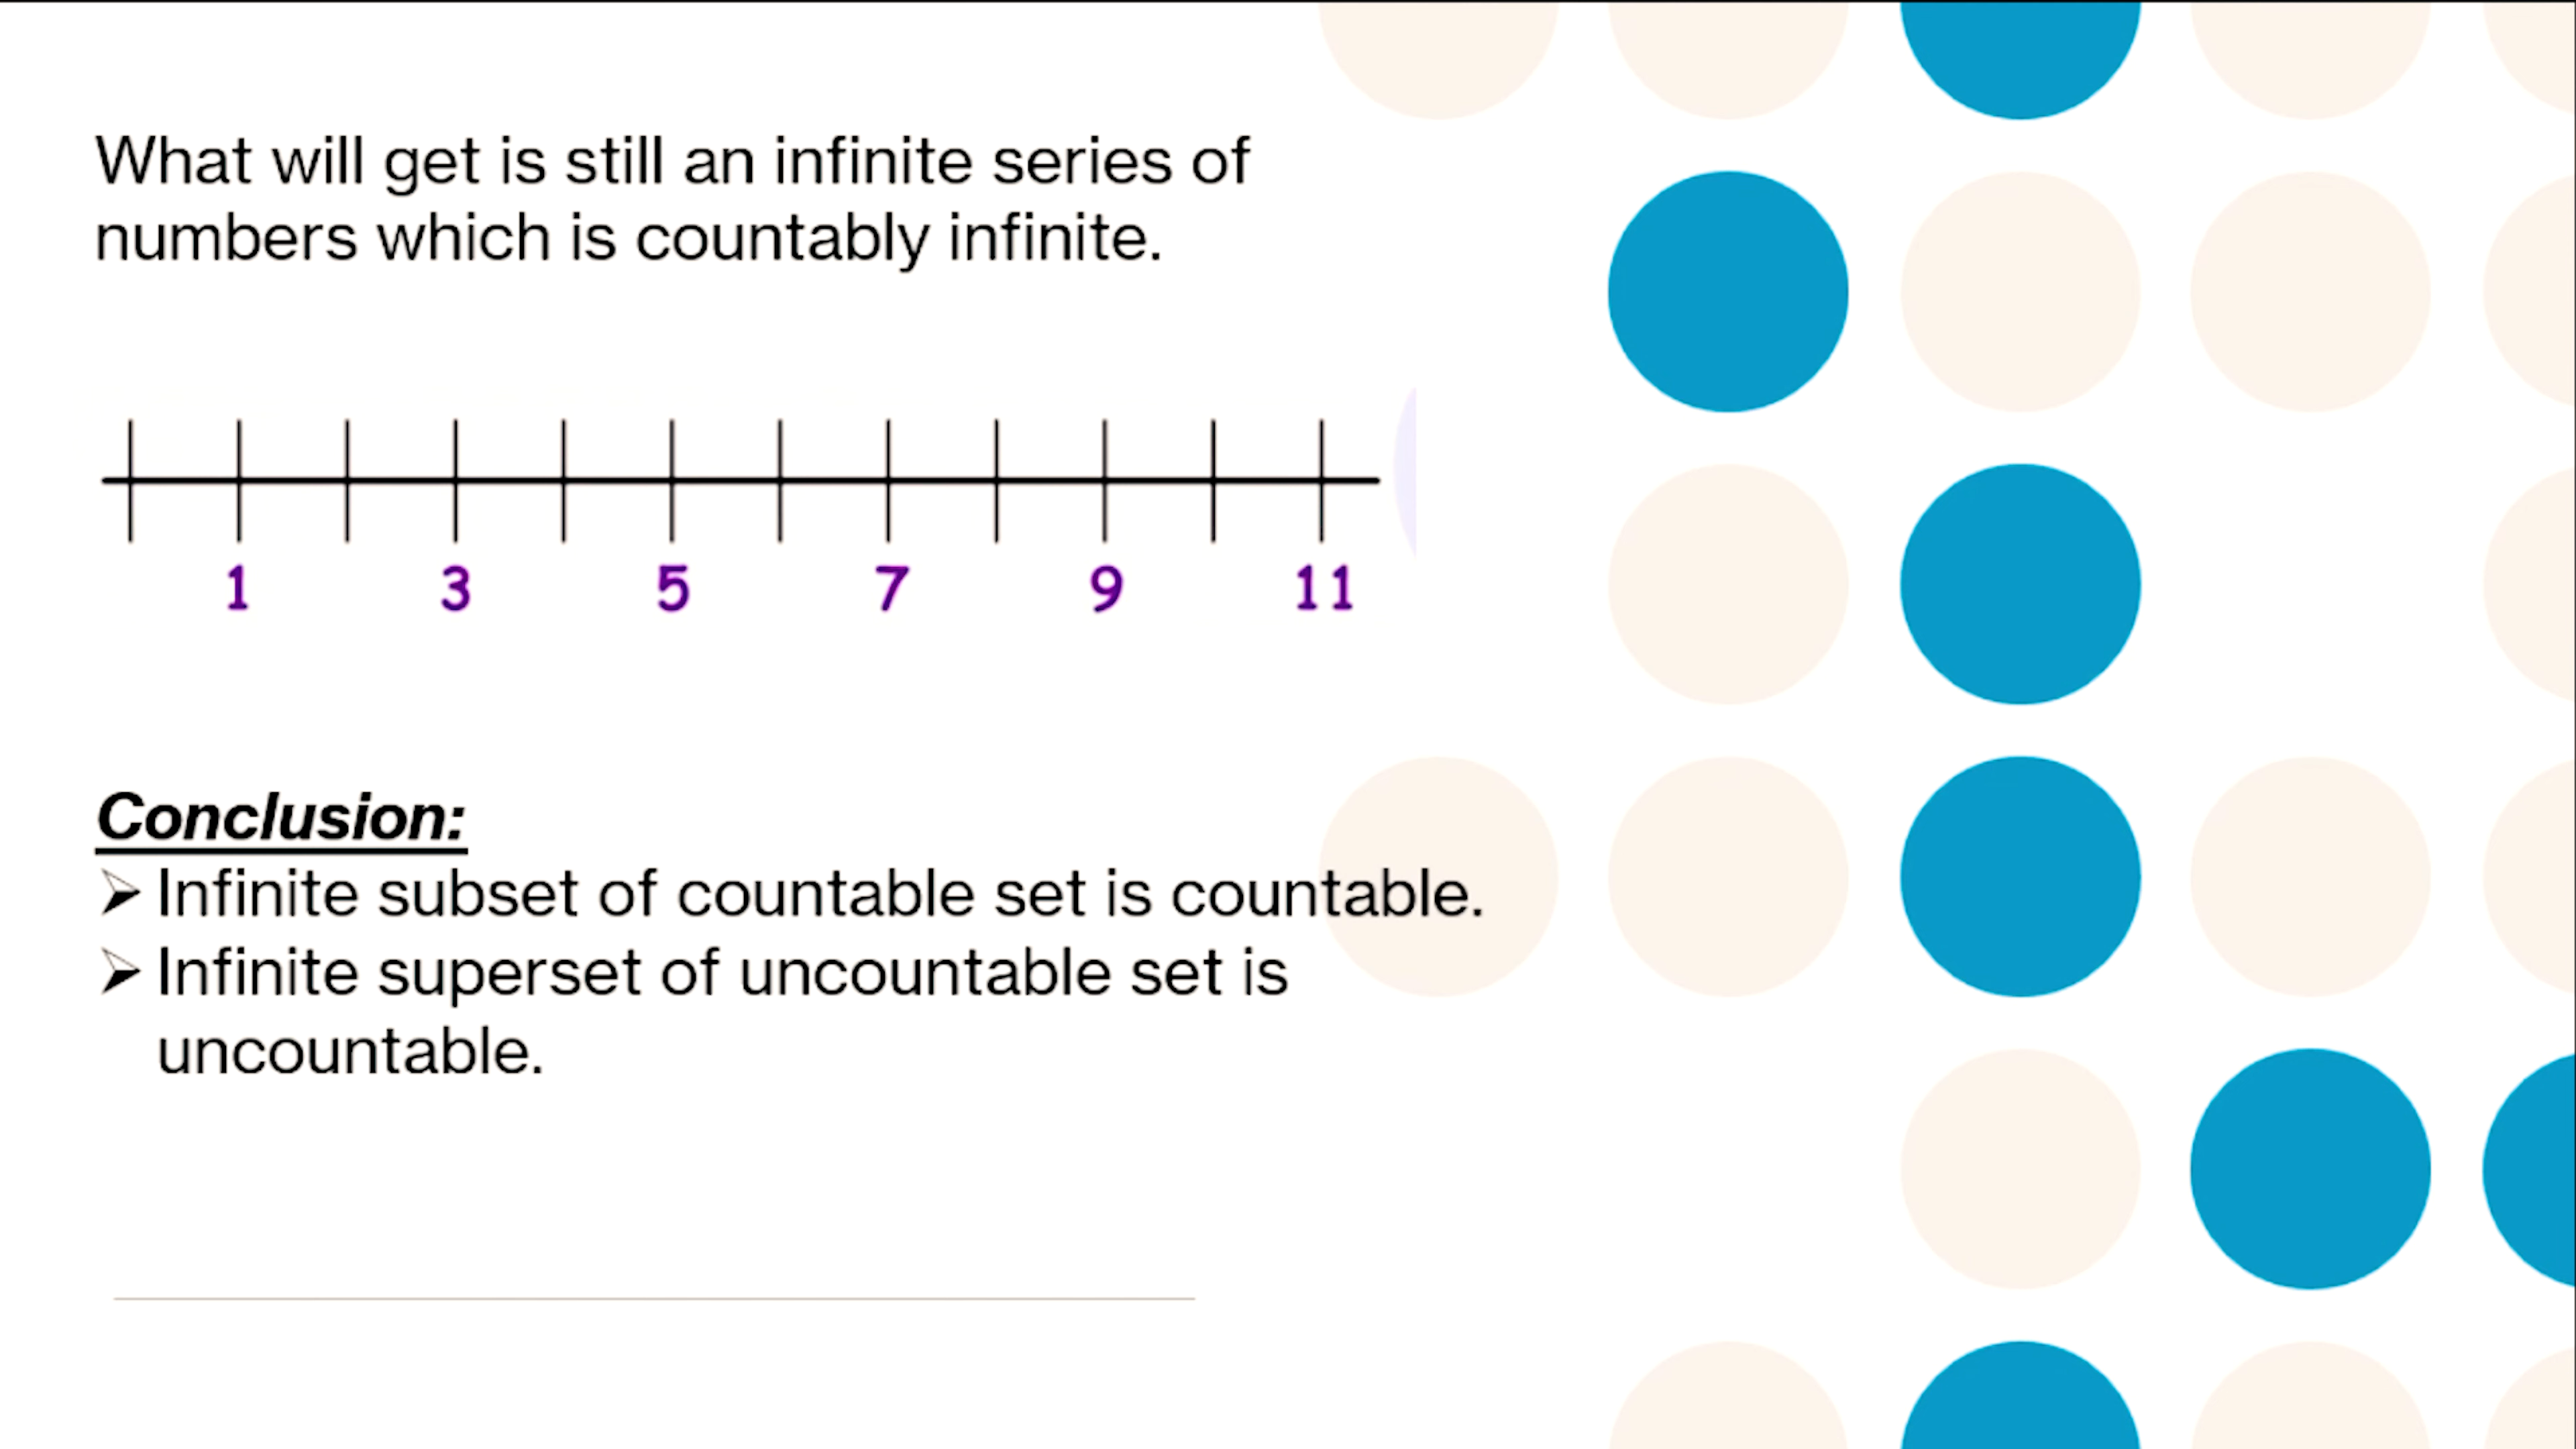 What will get is still an infinite series of
numbers which is countably infinite.
1 3 5 7 9 11
Conclusion:
➢ Infinite subset of countable set is countable.
➢ Infinite superset of uncountable set is
uncountable.